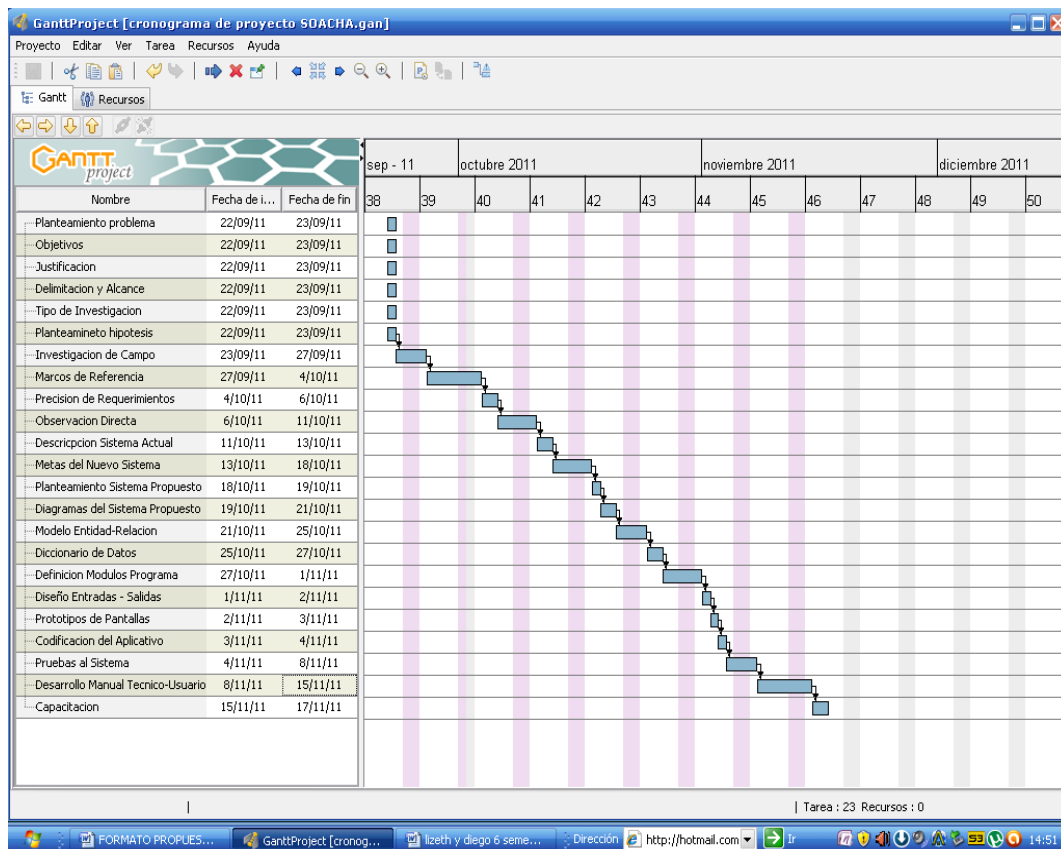 GanttProject [cronograma de proyecto SOACHA.gan]
Proyecto Editar Ver Tarea Recursos Ayuda
Gantt Recursos
GANTT project
sep - 11 octubre 2011 noviembre 2011 diciembre 2011
Nombre Fecha de i... Fecha de fin 38 39 40 41 42 43 44 45 46 47 48 49 50
Planteamiento problema 22/09/11 23/09/11
Objetivos 22/09/11 23/09/11
Justificacion 22/09/11 23/09/11
Delimitacion y Alcance 22/09/11 23/09/11
Tipo de Investigacion 22/09/11 23/09/11
Planteamineto hipotesis 22/09/11 23/09/11
Investigacion de Campo 23/09/11 27/09/11
Marcos de Referencia 27/09/11 4/10/11
Precision de Requerimientos 4/10/11 6/10/11
Observacion Directa 6/10/11 11/10/11
Descricpcion Sistema Actual 11/10/11 13/10/11
Metas del Nuevo Sistema 13/10/11 18/10/11
Planteamiento Sistema Propuesto 18/10/11 19/10/11
Diagramas del Sistema Propuesto 19/10/11 21/10/11
Modelo Entidad-Relacion 21/10/11 25/10/11
Diccionario de Datos 25/10/11 27/10/11
Definicion Modulos Programa 27/10/11 1/11/11
Diseño Entradas - Salidas 1/11/11 2/11/11
Prototipos de Pantallas 2/11/11 3/11/11
Codificacion del Aplicativo 3/11/11 4/11/11
Pruebas al Sistema 4/11/11 8/11/11
Desarrollo Manual Tecnico-Usuario 8/11/11 15/11/11
Capacitacion 15/11/11 17/11/11
Tarea : 23 Recursos : 0
FORMATO PROPUES... GanttProject [cronog... lizeth y diego 6 seme... Dirección http://hotmail.com Ir 14:51